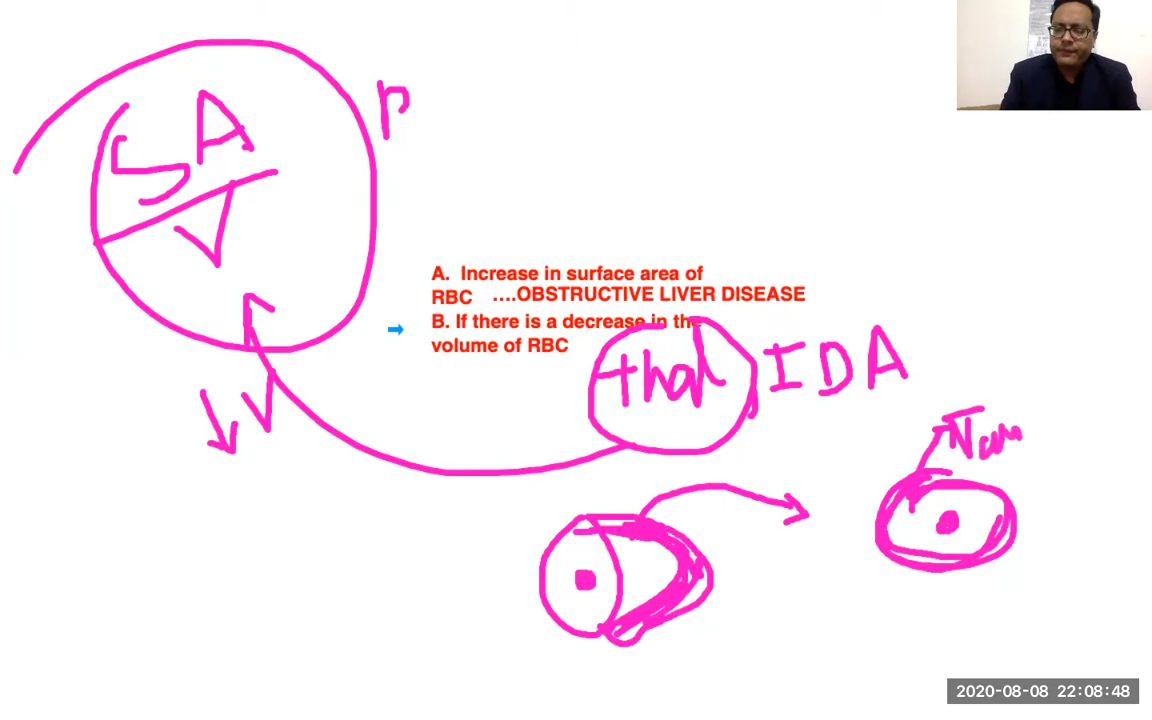 SA
V
A. Increase in surface area of
RBC ....OBSTRUCTIVE LIVER DISEASE
B. If there is a decrease in the
volume of RBC
thal IDA
V
2020-08-08 22:08:48